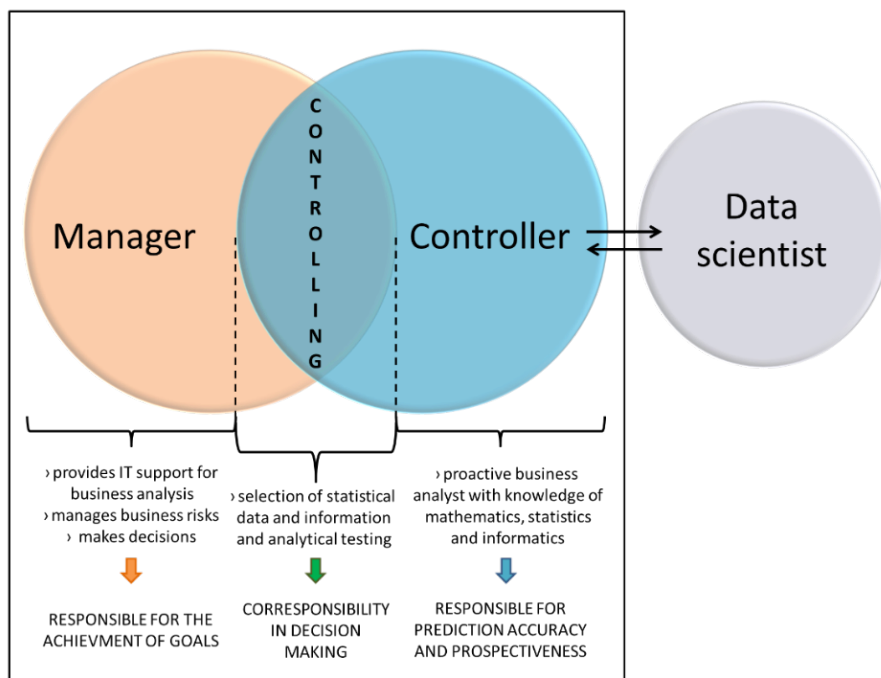 CONTROLLING
Manager
Controller
Data
scientist
› provides IT support for
business analysis
› manages business risks
› makes decisions
RESPONSIBLE FOR THE
ACHIEVMENT OF GOALS
› selection of statistical
data and information
and analytical testing
CORRESPONSIBILITY
IN DECISION
MAKING
› proactive business
analyst with knowledge of
mathematics, statistics
and informatics
RESPONSIBLE FOR
PREDICTION ACCURACY
AND PROSPECTIVENESS